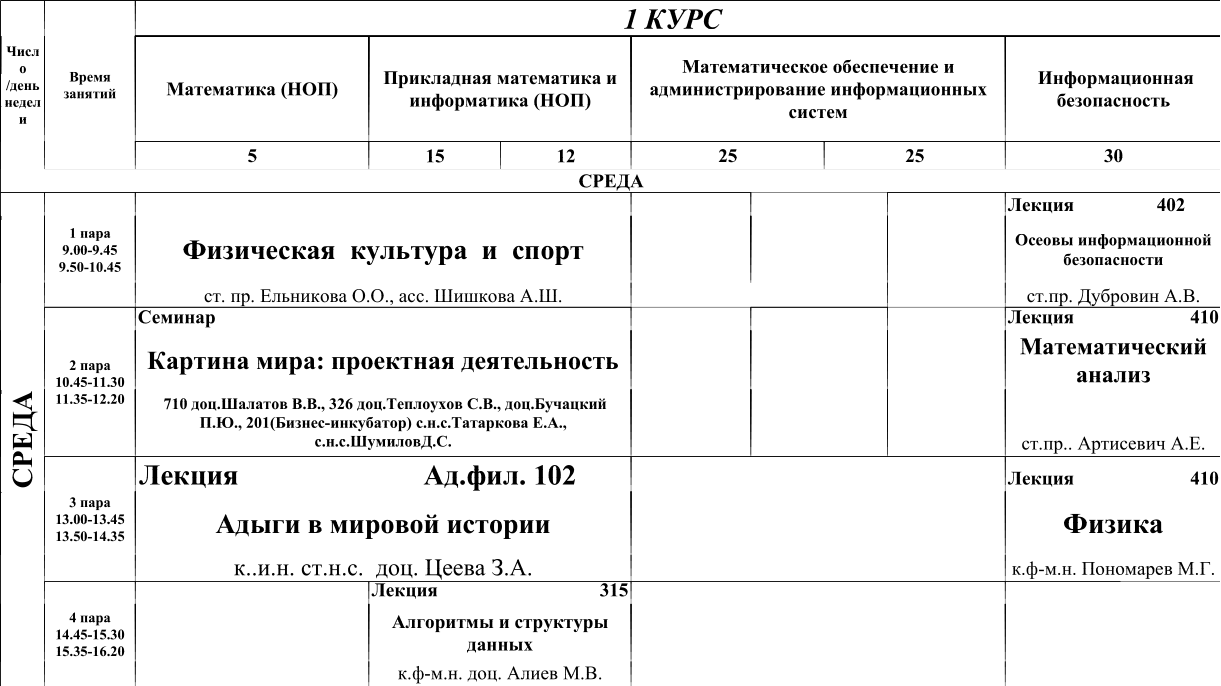 1 КУРС
Числ
о
/день
недел
и
Время
занятий
Математика (НОП)
Прикладная математика и
информатика (НОП)
Математическое обеспечение и
администрирование информационных
систем
Информационная
безопасность
5
15
12
25
25
30
СРЕДА
СРЕДА
1 пара
9.00-9.45
9.50-10.45
Физическая культура и спорт
ст. пр. Ельникова О.О., асс. Шишкова А.Ш.
Лекция 402
Осеовы информационной
безопасности
ст.пр. Дубровин А.В.
2 пара
10.45-11.30
11.35-12.20
Семинар
Картина мира: проектная деятельность
710 доц.Шалатов В.В., 326 доц.Теплоухов С.В., доц.Бучацкий
П.Ю., 201(Бизнес-инкубатор) с.н.с.Татаркова Е.А.,
с.н.с.ШумиловД.С.
Лекция 410
Математический
анализ
ст.пр.. Артисевич А.Е.
3 пара
13.00-13.45
13.50-14.35
Лекция Ад.фил. 102
Адыги в мировой истории
к..и.н. ст.н.с. доц. Цеева З.А.
Лекция 410
Физика
к.ф-м.н. Пономарев М.Г.
4 пара
14.45-15.30
15.35-16.20
Лекция 315
Алгоритмы и структуры
данных
к.ф-м.н. доц. Алиев М.В.